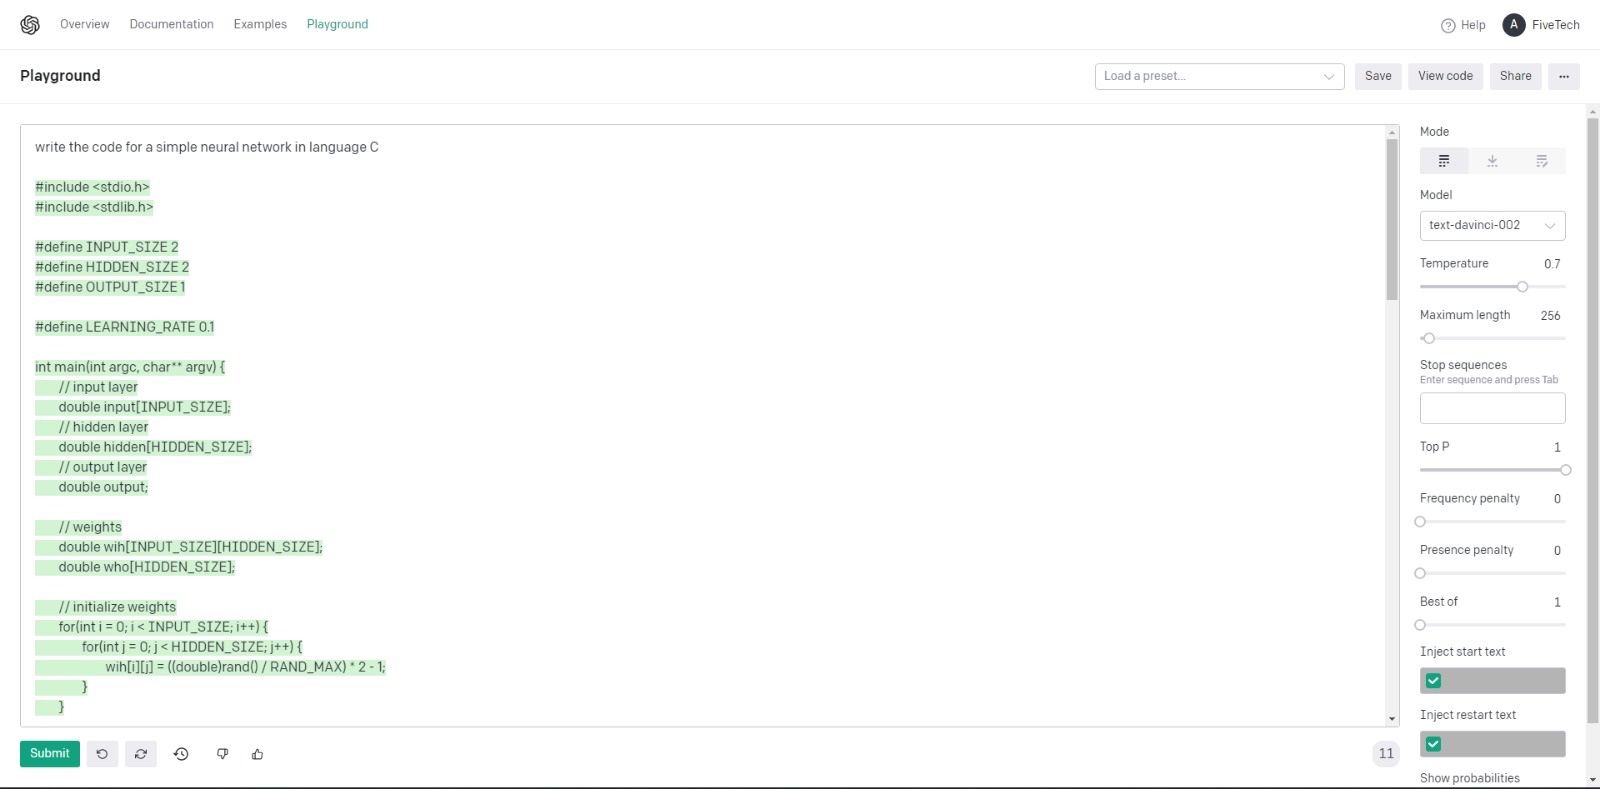 Overview Documentation Examples Playground Help A FiveTech
Playground Load a preset... Save View code Share ...
write the code for a simple neural network in language C
#include <stdio.h>
#include <stdlib.h>
#define INPUT_SIZE 2
#define HIDDEN_SIZE 2
#define OUTPUT_SIZE 1
#define LEARNING_RATE 0.1
int main(int argc, char** argv) {
// input layer
double input[INPUT_SIZE];
// hidden layer
double hidden[HIDDEN_SIZE];
// output layer
double output;
// weights
double wih[INPUT_SIZE][HIDDEN_SIZE];
double who[HIDDEN_SIZE];
// initialize weights
for(int i = 0; i < INPUT_SIZE; i++) {
for(int j = 0; j < HIDDEN_SIZE; j++) {
wih[i][j] = ((double)rand() / RAND_MAX) * 2 - 1;
}
}
Submit
11
Mode
Model
text-davinci-002
Temperature 0.7
Maximum length 256
Stop sequences
Enter sequence and press Tab
Top P 1
Frequency penalty 0
Presence penalty 0
Best of 1
Inject start text
Inject restart text
Show probabilities